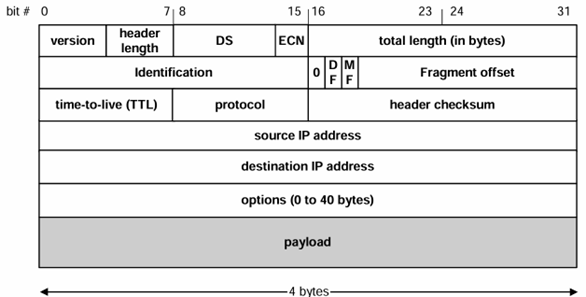 bit # 0 7 8 15 16 23 24 31
version header length DS ECN total length (in bytes)
Identification 0 DF MF Fragment offset
time-to-live (TTL) protocol header checksum
source IP address
destination IP address
options (0 to 40 bytes)
payload
4 bytes